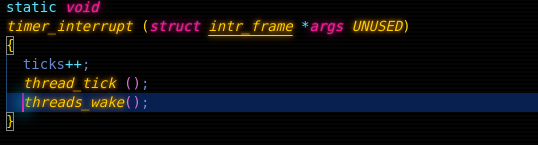 static void
timer_interrupt (struct intr_frame *args UNUSED)
{
  ticks++;
  thread_tick ();
  threads_wake();
}